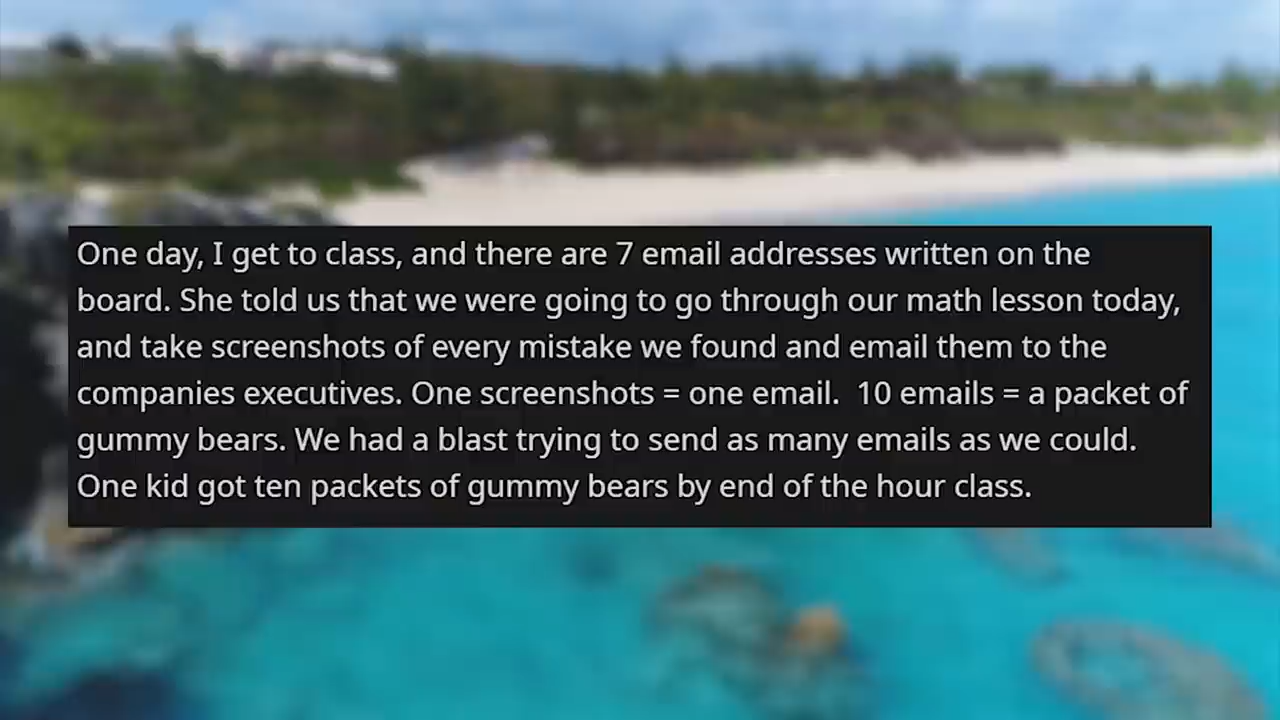 One day, I get to class, and there are 7 email addresses written on the
board. She told us that we were going to go through our math lesson today,
and take screenshots of every mistake we found and email them to the
companies executives. One screenshots = one email.  10 emails = a packet of
gummy bears. We had a blast trying to send as many emails as we could.
One kid got ten packets of gummy bears by end of the hour class.